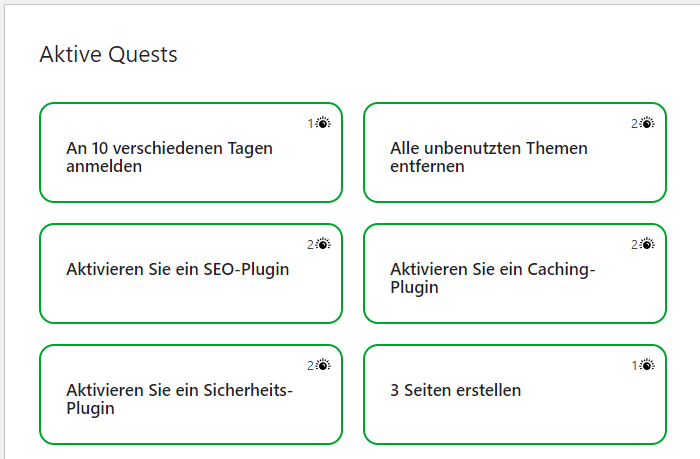 Aktive Quests
1
An 10 verschiedenen Tagen
anmelden
2
Alle unbenutzten Themen
entfernen
2
Aktivieren Sie ein SEO-Plugin
2
Aktivieren Sie ein Caching-
Plugin
2
Aktivieren Sie ein Sicherheits-
Plugin
1
3 Seiten erstellen